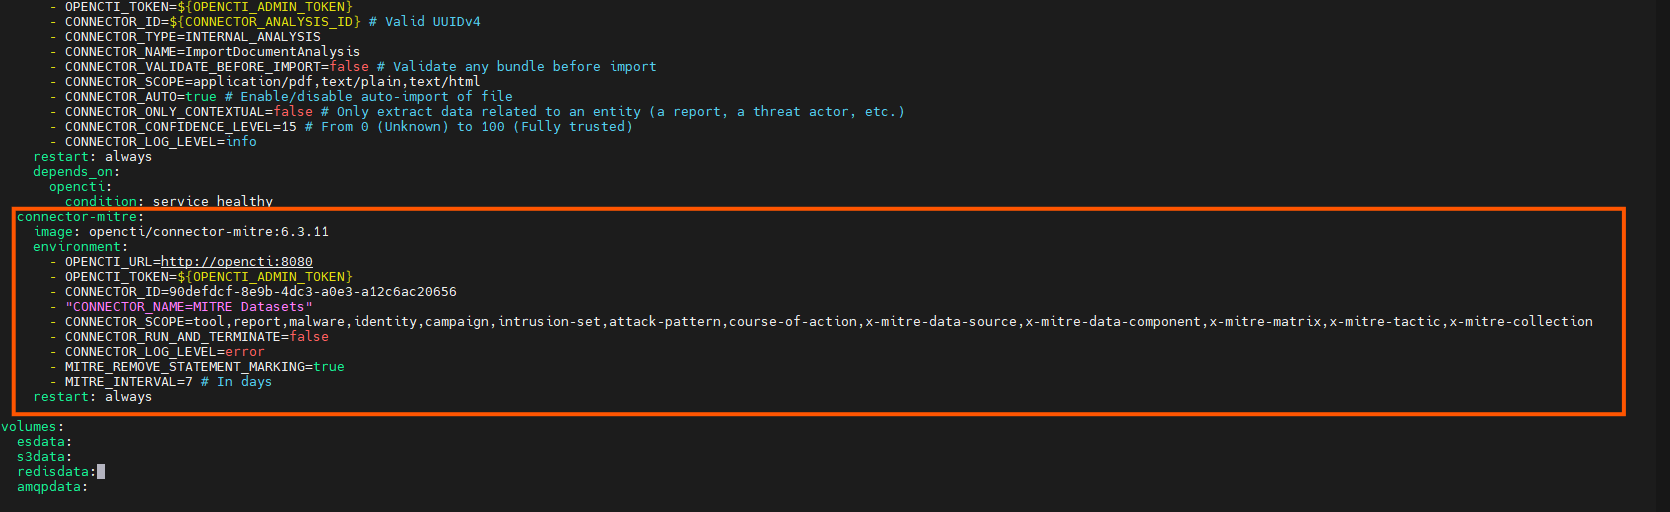 - OPENCTI_TOKEN=${OPENCTI_ADMIN_TOKEN}
- CONNECTOR_ID=${CONNECTOR_ANALYSIS_ID} # Valid UUIDv4
- CONNECTOR_TYPE=INTERNAL_ANALYSIS
- CONNECTOR_NAME=ImportDocumentAnalysis
- CONNECTOR_VALIDATE_BEFORE_IMPORT=false # Validate any bundle before import
- CONNECTOR_SCOPE=application/pdf,text/plain,text/html
- CONNECTOR_AUTO=true # Enable/disable auto-import of file
- CONNECTOR_ONLY_CONTEXTUAL=false # Only extract data related to an entity (a report, a threat actor, etc.)
- CONNECTOR_CONFIDENCE_LEVEL=15 # From 0 (Unknown) to 100 (Fully trusted)
- CONNECTOR_LOG_LEVEL=info
restart: always
depends_on:
opencti:
condition: service_healthy
connector-mitre:
image: opencti/connector-mitre:6.3.11
environment:
- OPENCTI_URL=http://opencti:8080
- OPENCTI_TOKEN=${OPENCTI_ADMIN_TOKEN}
- CONNECTOR_ID=90defdcf-8e9b-4dc3-a0e3-a12c6ac20656
- "CONNECTOR_NAME=MITRE Datasets"
- CONNECTOR_SCOPE=tool,report,malware,identity,campaign,intrusion-set,attack-pattern,course-of-action,x-mitre-data-source,x-mitre-data-component,x-mitre-matrix,x-mitre-tactic,x-mitre-collection
- CONNECTOR_RUN_AND_TERMINATE=false
- CONNECTOR_LOG_LEVEL=error
- MITRE_REMOVE_STATEMENT_MARKING=true
- MITRE_INTERVAL=7 # In days
restart: always
volumes:
esdata:
s3data:
redisdata:
amqpdata: